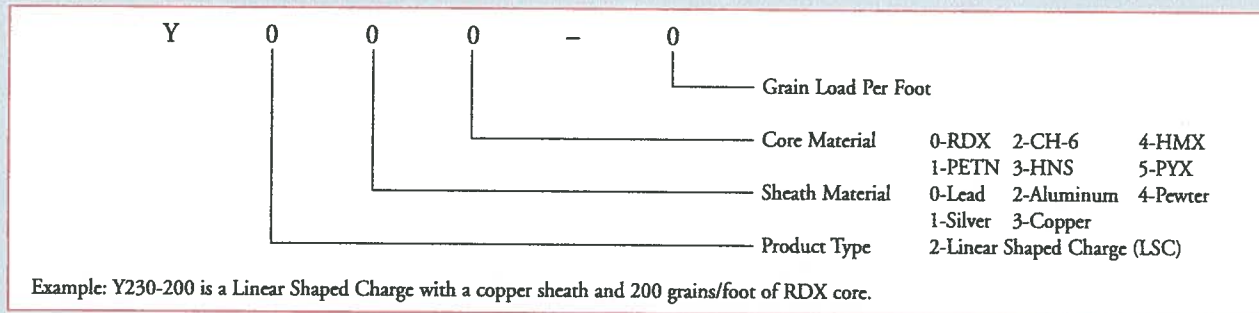 Y 0 0 0 – 0
Grain Load Per Foot
Core Material 0-RDX 2-CH-6 4-HMX
1-PETN 3-HNS 5-PYX
Sheath Material 0-Lead 2-Aluminum 4-Pewter
1-Silver 3-Copper
Product Type 2-Linear Shaped Charge (LSC)
Example: Y230-200 is a Linear Shaped Charge with a copper sheath and 200 grains/foot of RDX core.